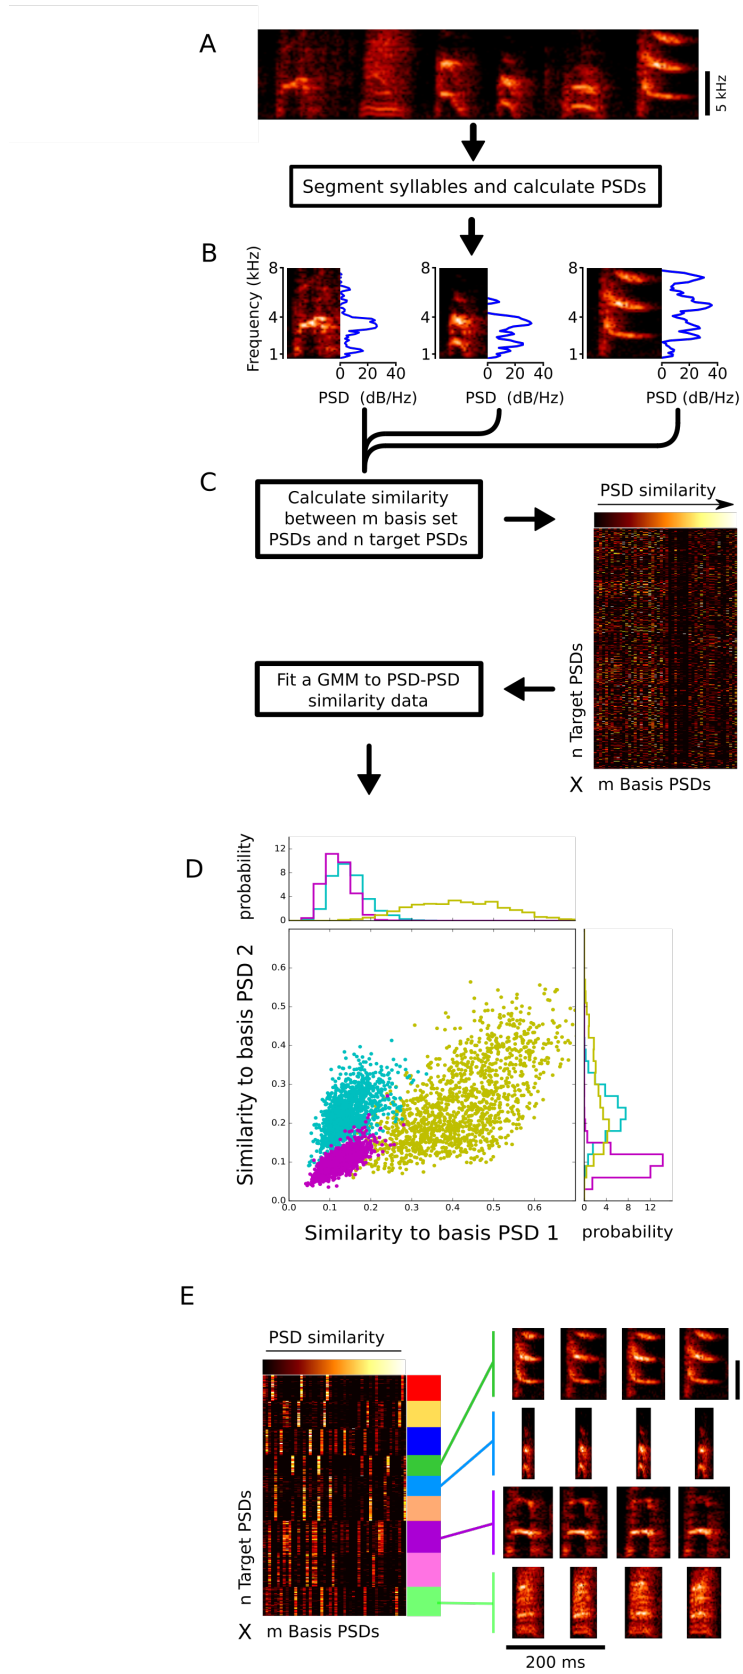 A
5 kHz
Segment syllables and calculate PSDs
B
Frequency (kHz)
8
4
1
0 20 40
PSD (dB/Hz)
8
4
1
0 20 40
PSD (dB/Hz)
8
4
1
0 20 40
PSD (dB/Hz)
C
Calculate similarity
between m basis set
PSDs and n target PSDs
PSD similarity
n Target PSDs
X m Basis PSDs
Fit a GMM to PSD-PSD
similarity data
D
probability
12
8
4
0
Similarity to basis PSD 2
0.6
0.5
0.4
0.3
0.2
0.1
0.0
0.0 0.1 0.2 0.3 0.4 0.5 0.6
Similarity to basis PSD 1
0 4 8 12
probability
E
PSD similarity
n Target PSDs
X m Basis PSDs
200 ms